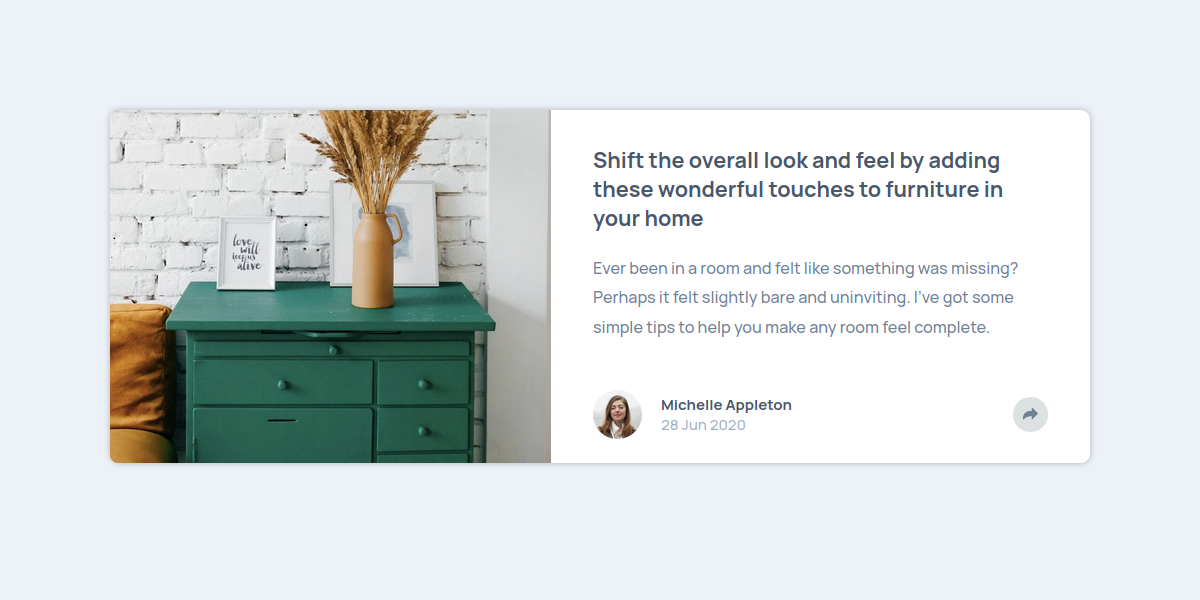 love
will
keep us
alive
Shift the overall look and feel by adding
these wonderful touches to furniture in
your home
Ever been in a room and felt like something was missing?
Perhaps it felt slightly bare and uninviting. I’ve got some
simple tips to help you make any room feel complete.
Michelle Appleton
28 Jun 2020